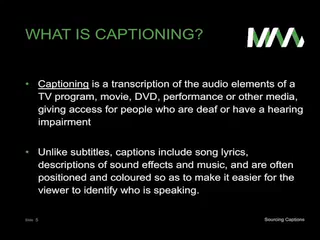 WHAT IS CAPTIONING?
• Captioning is a transcription of the audio elements of a
TV program, movie, DVD, performance or other media,
giving access for people who are deaf or have a hearing
impairment
• Unlike subtitles, captions include song lyrics,
descriptions of sound effects and music, and are often
positioned and coloured so as to make it easier for the
viewer to identify who is speaking.
Sourcing Captions